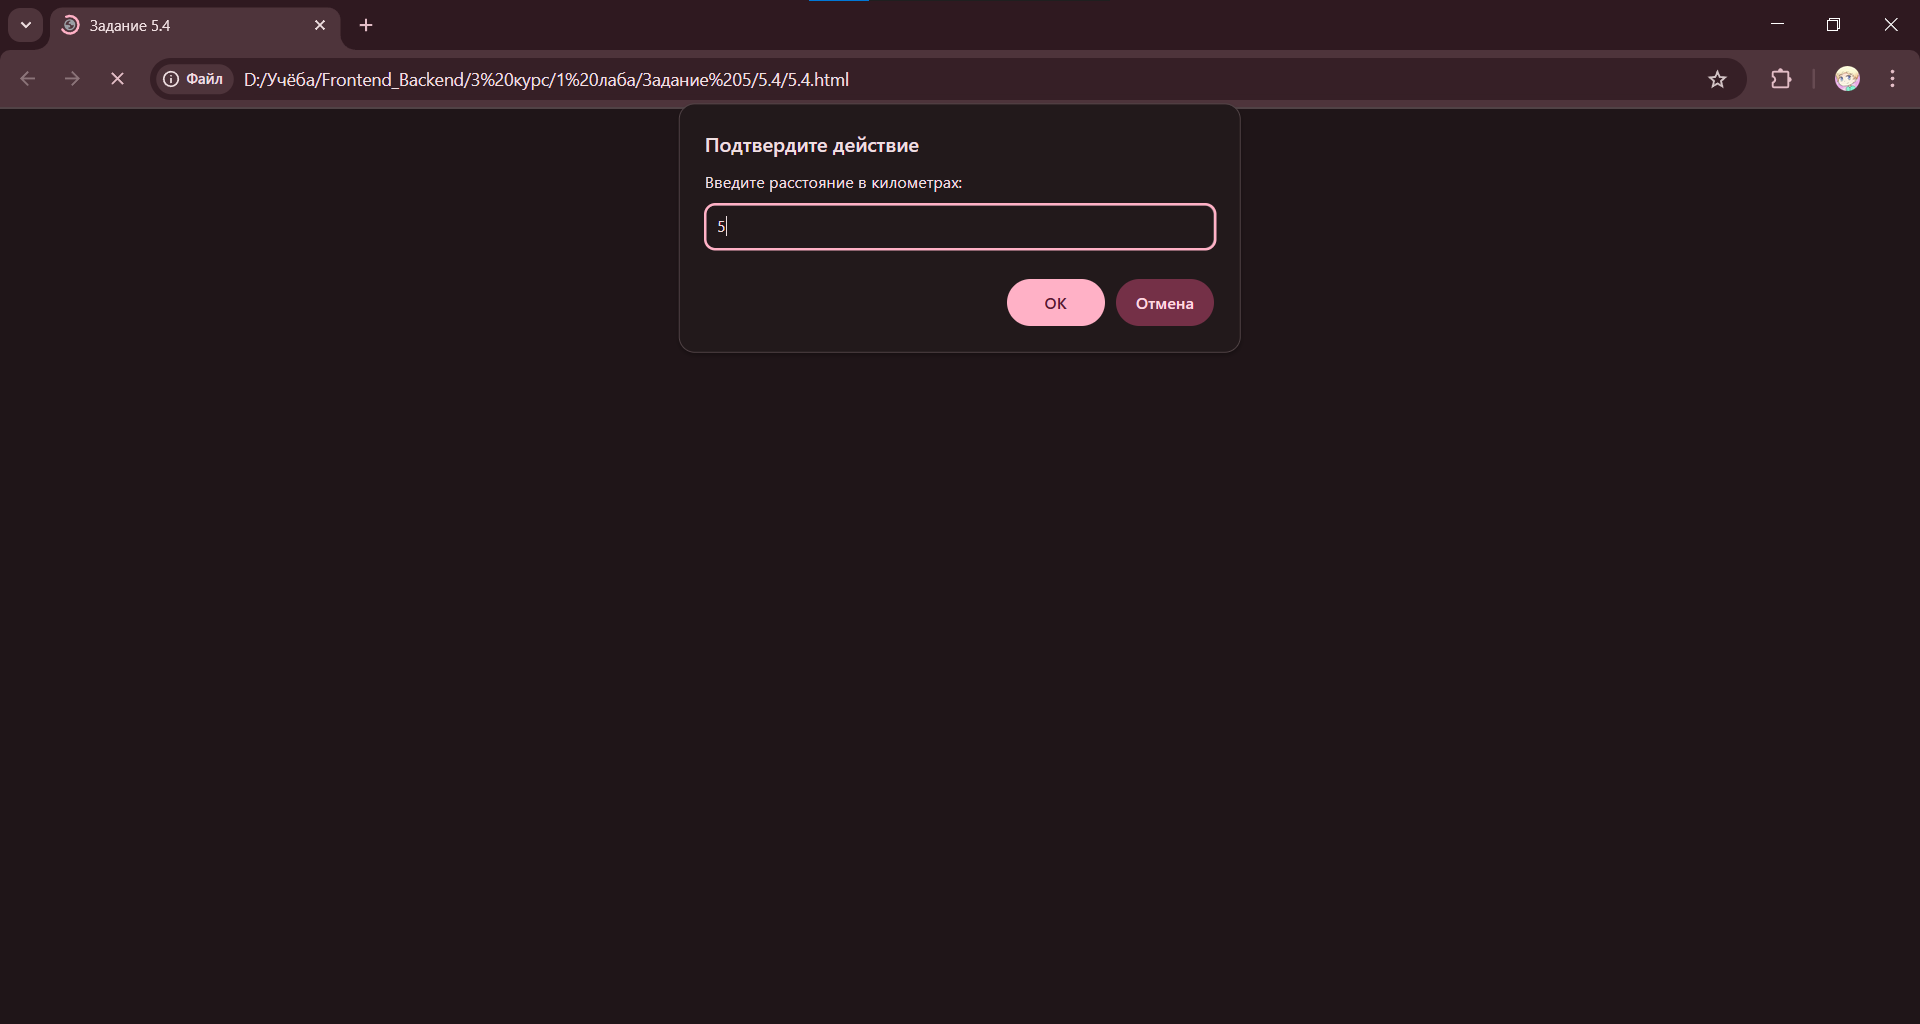 Задание 5.4
Файл
D:/Учёба/Frontend_Backend/3%20курс/1%20лаба/Задание%205/5.4/5.4.html
Подтвердите действие
Введите расстояние в километрах:
5
ОК
Отмена